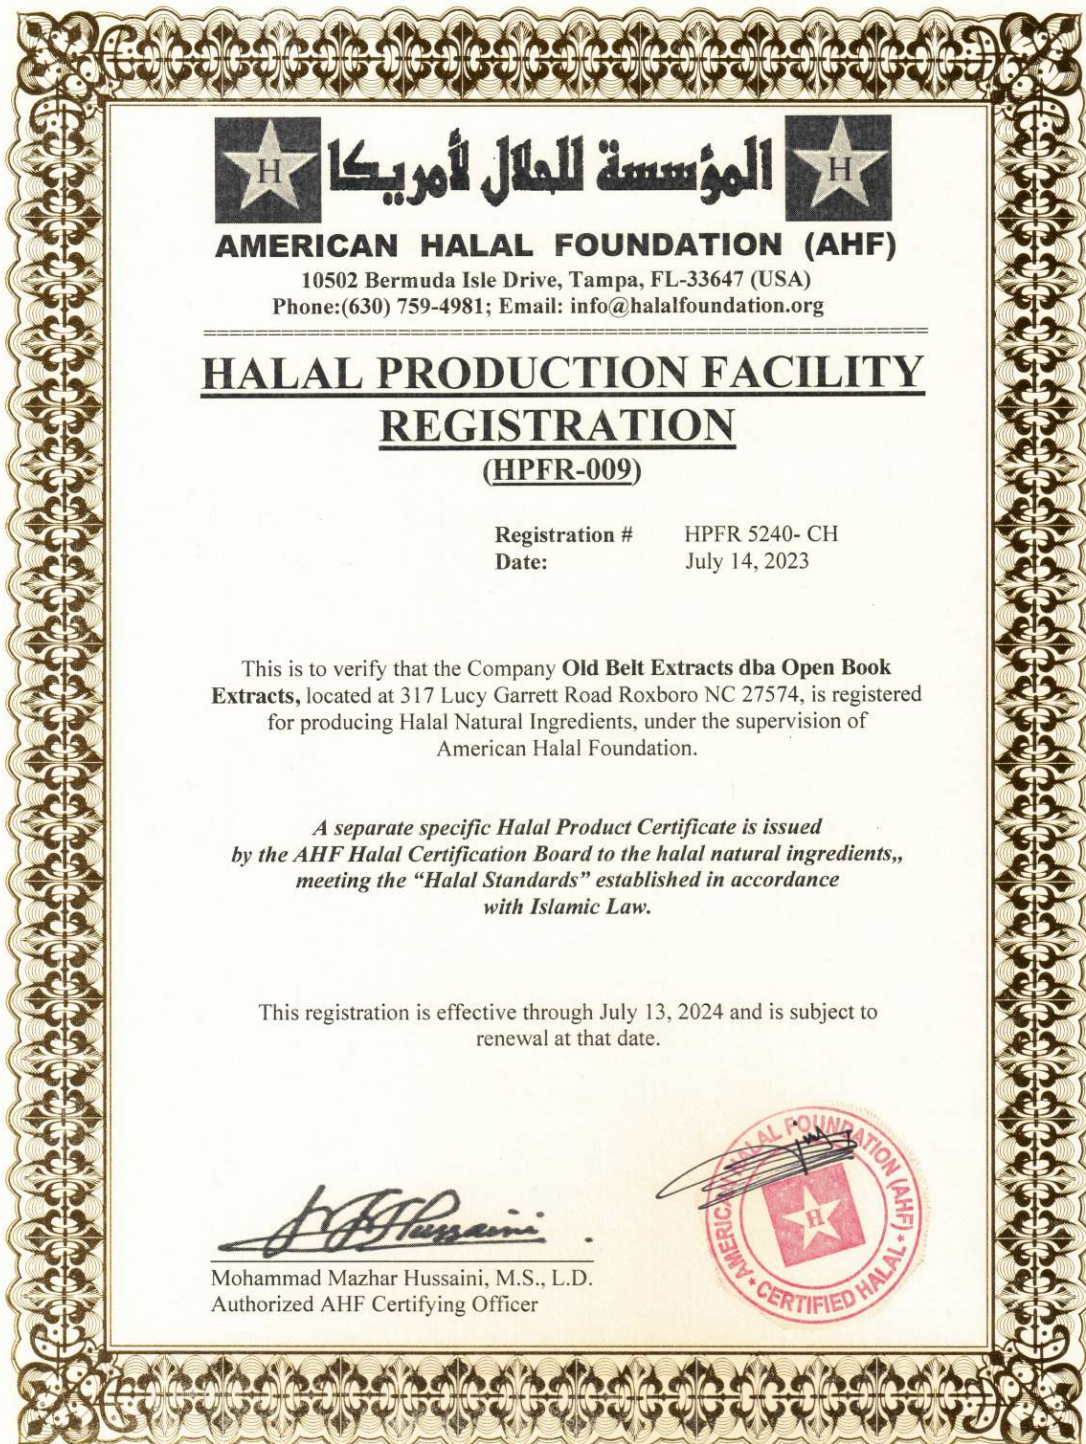 H المؤسسة للحلال لأمريكا H
AMERICAN HALAL FOUNDATION (AHF)
10502 Bermuda Isle Drive, Tampa, FL-33647 (USA)
Phone:(630) 759-4981; Email: info@halalfoundation.org
HALAL PRODUCTION FACILITY
REGISTRATION
(HPFR-009)
Registration # HPFR 5240- CH
Date: July 14, 2023
This is to verify that the Company Old Belt Extracts dba Open Book
Extracts, located at 317 Lucy Garrett Road Roxboro NC 27574, is registered
for producing Halal Natural Ingredients, under the supervision of
American Halal Foundation.
A separate specific Halal Product Certificate is issued
by the AHF Halal Certification Board to the halal natural ingredients,,
meeting the “Halal Standards” established in accordance
with Islamic Law.
This registration is effective through July 13, 2024 and is subject to
renewal at that date.
Hussaini
Mohammad Mazhar Hussaini, M.S., L.D.
Authorized AHF Certifying Officer
AMERICAN HALAL FOUNDATION (AHF)
H
* CERTIFIED HALAL *